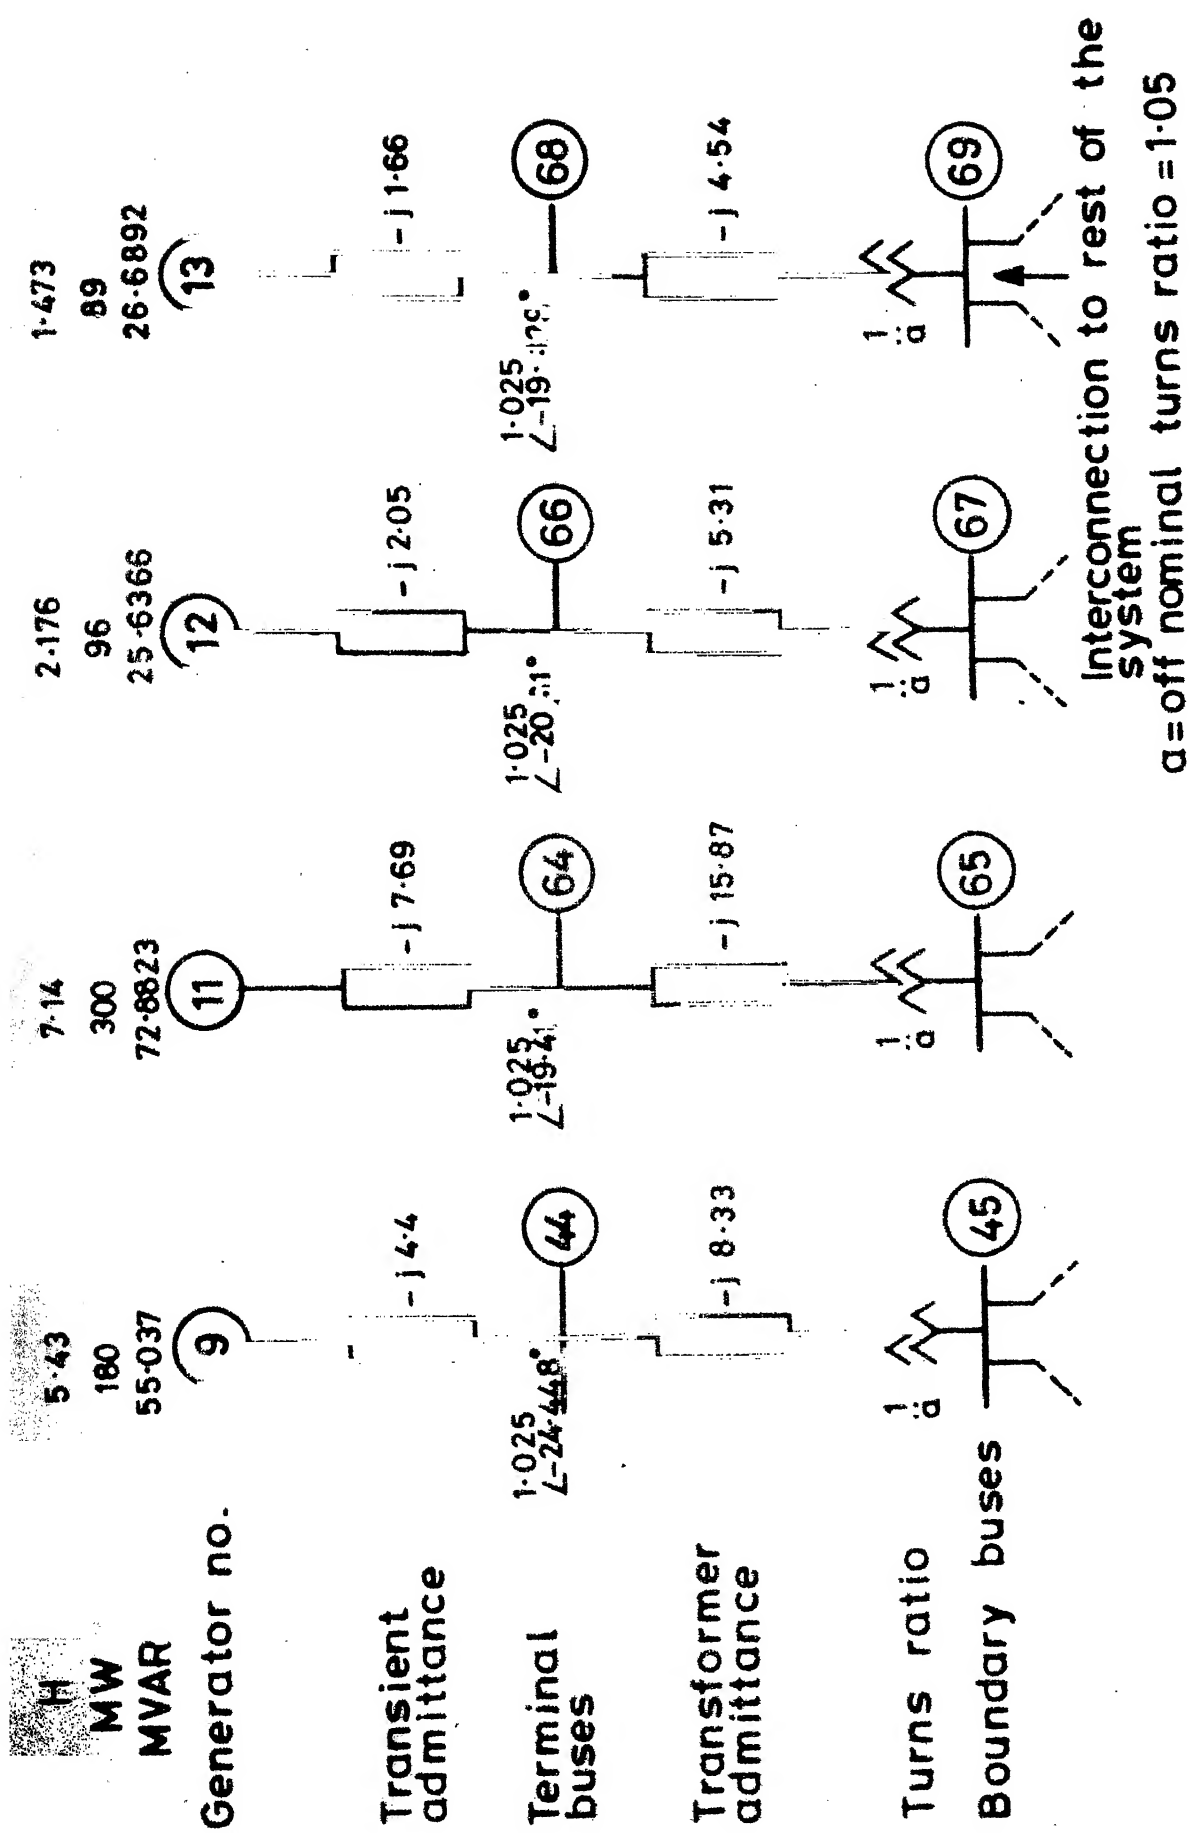 H 5·43 7·14 2·176 1·473
MW 180 300 96 89
MVAR 55·037 72·8823 25·6366 26·6892
Generator no. 9 11 12 13
Transient
admittance
-j 4·4 -j 7·69 -j 2·05 -j 1·66
Terminal
buses
1·025 1·025 1·025 1·025
∠-24·448° ∠-19·41°
44 64 66 68
Transformer
admittance
-j 8·33 -j 15·87 -j 5·31 -j 4·54
Turns ratio 1:a 1:a 1:a 1:a
Boundary buses 45 65 67 69
Interconnection to rest of the
system
a=off nominal turns ratio =1·05